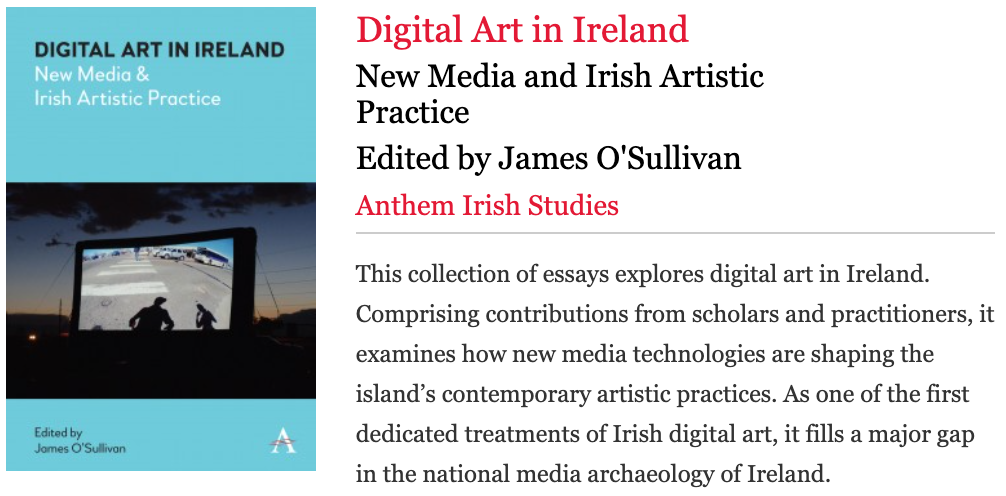 DIGITAL ART IN IRELAND
New Media &
Irish Artistic Practice
Edited by
James O'Sullivan
A
Digital Art in Ireland
New Media and Irish Artistic
Practice
Edited by James O'Sullivan
Anthem Irish Studies
This collection of essays explores digital art in Ireland.
Comprising contributions from scholars and practitioners, it
examines how new media technologies are shaping the
island’s contemporary artistic practices. As one of the first
dedicated treatments of Irish digital art, it fills a major gap
in the national media archaeology of Ireland.